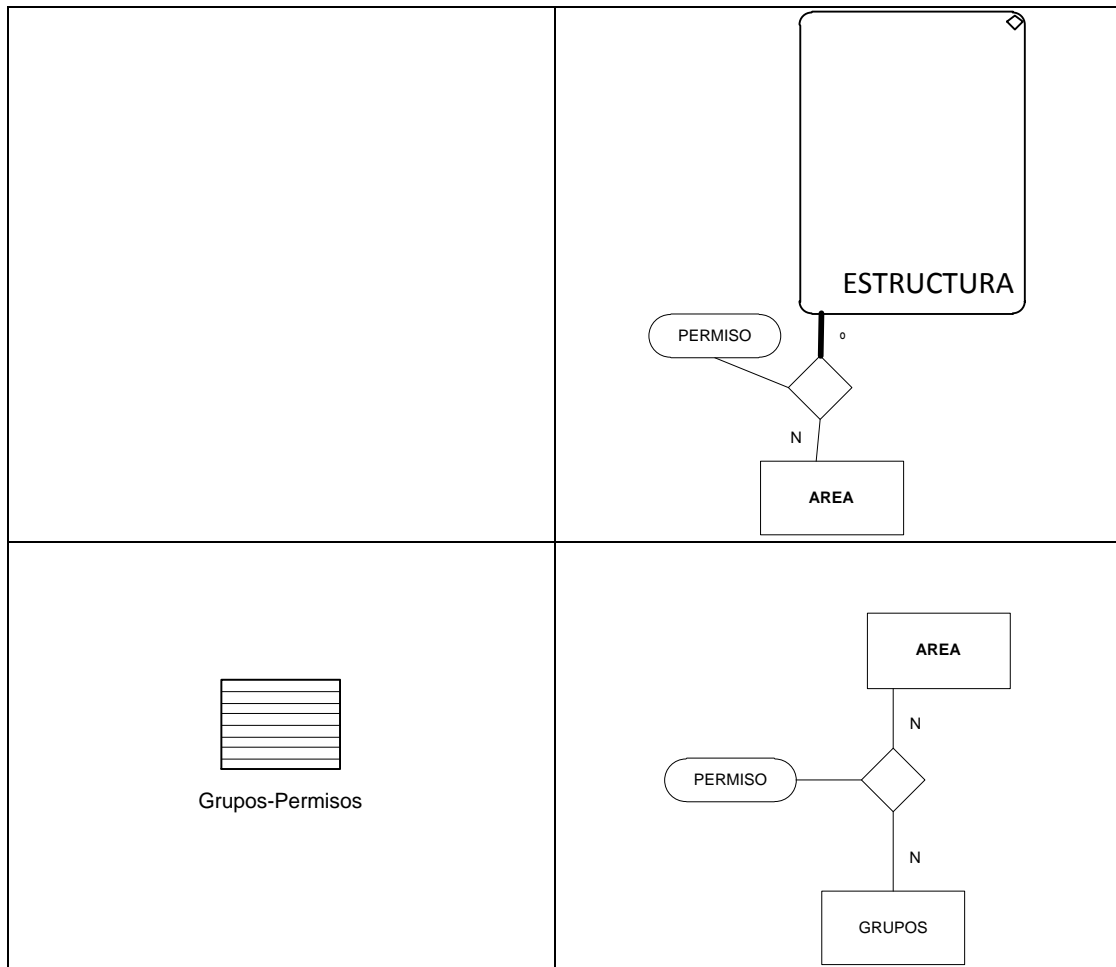 ESTRUCTURA
PERMISO
o
N
AREA
AREA
N
PERMISO
Grupos-Permisos
N
GRUPOS